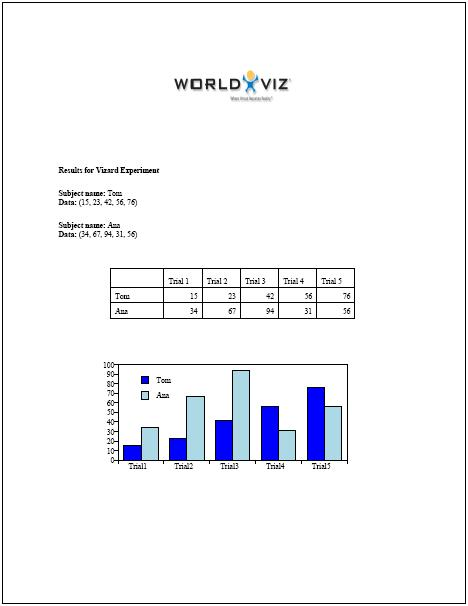 WORLD VIZ
Results for Vizard Experiment
Subject name: Tom
Data: (15, 23, 42, 56, 76)
Subject name: Ana
Data: (34, 67, 94, 31, 56)
Trial 1 Trial 2 Trial 3 Trial 4 Trial 5
Tom 15 23 42 56 76
Ana 34 67 94 31 56
100
90
80
70
60
50
40
30
20
10
0
Tom
Ana
Trial1 Trial2 Trial3 Trial4 Trial5